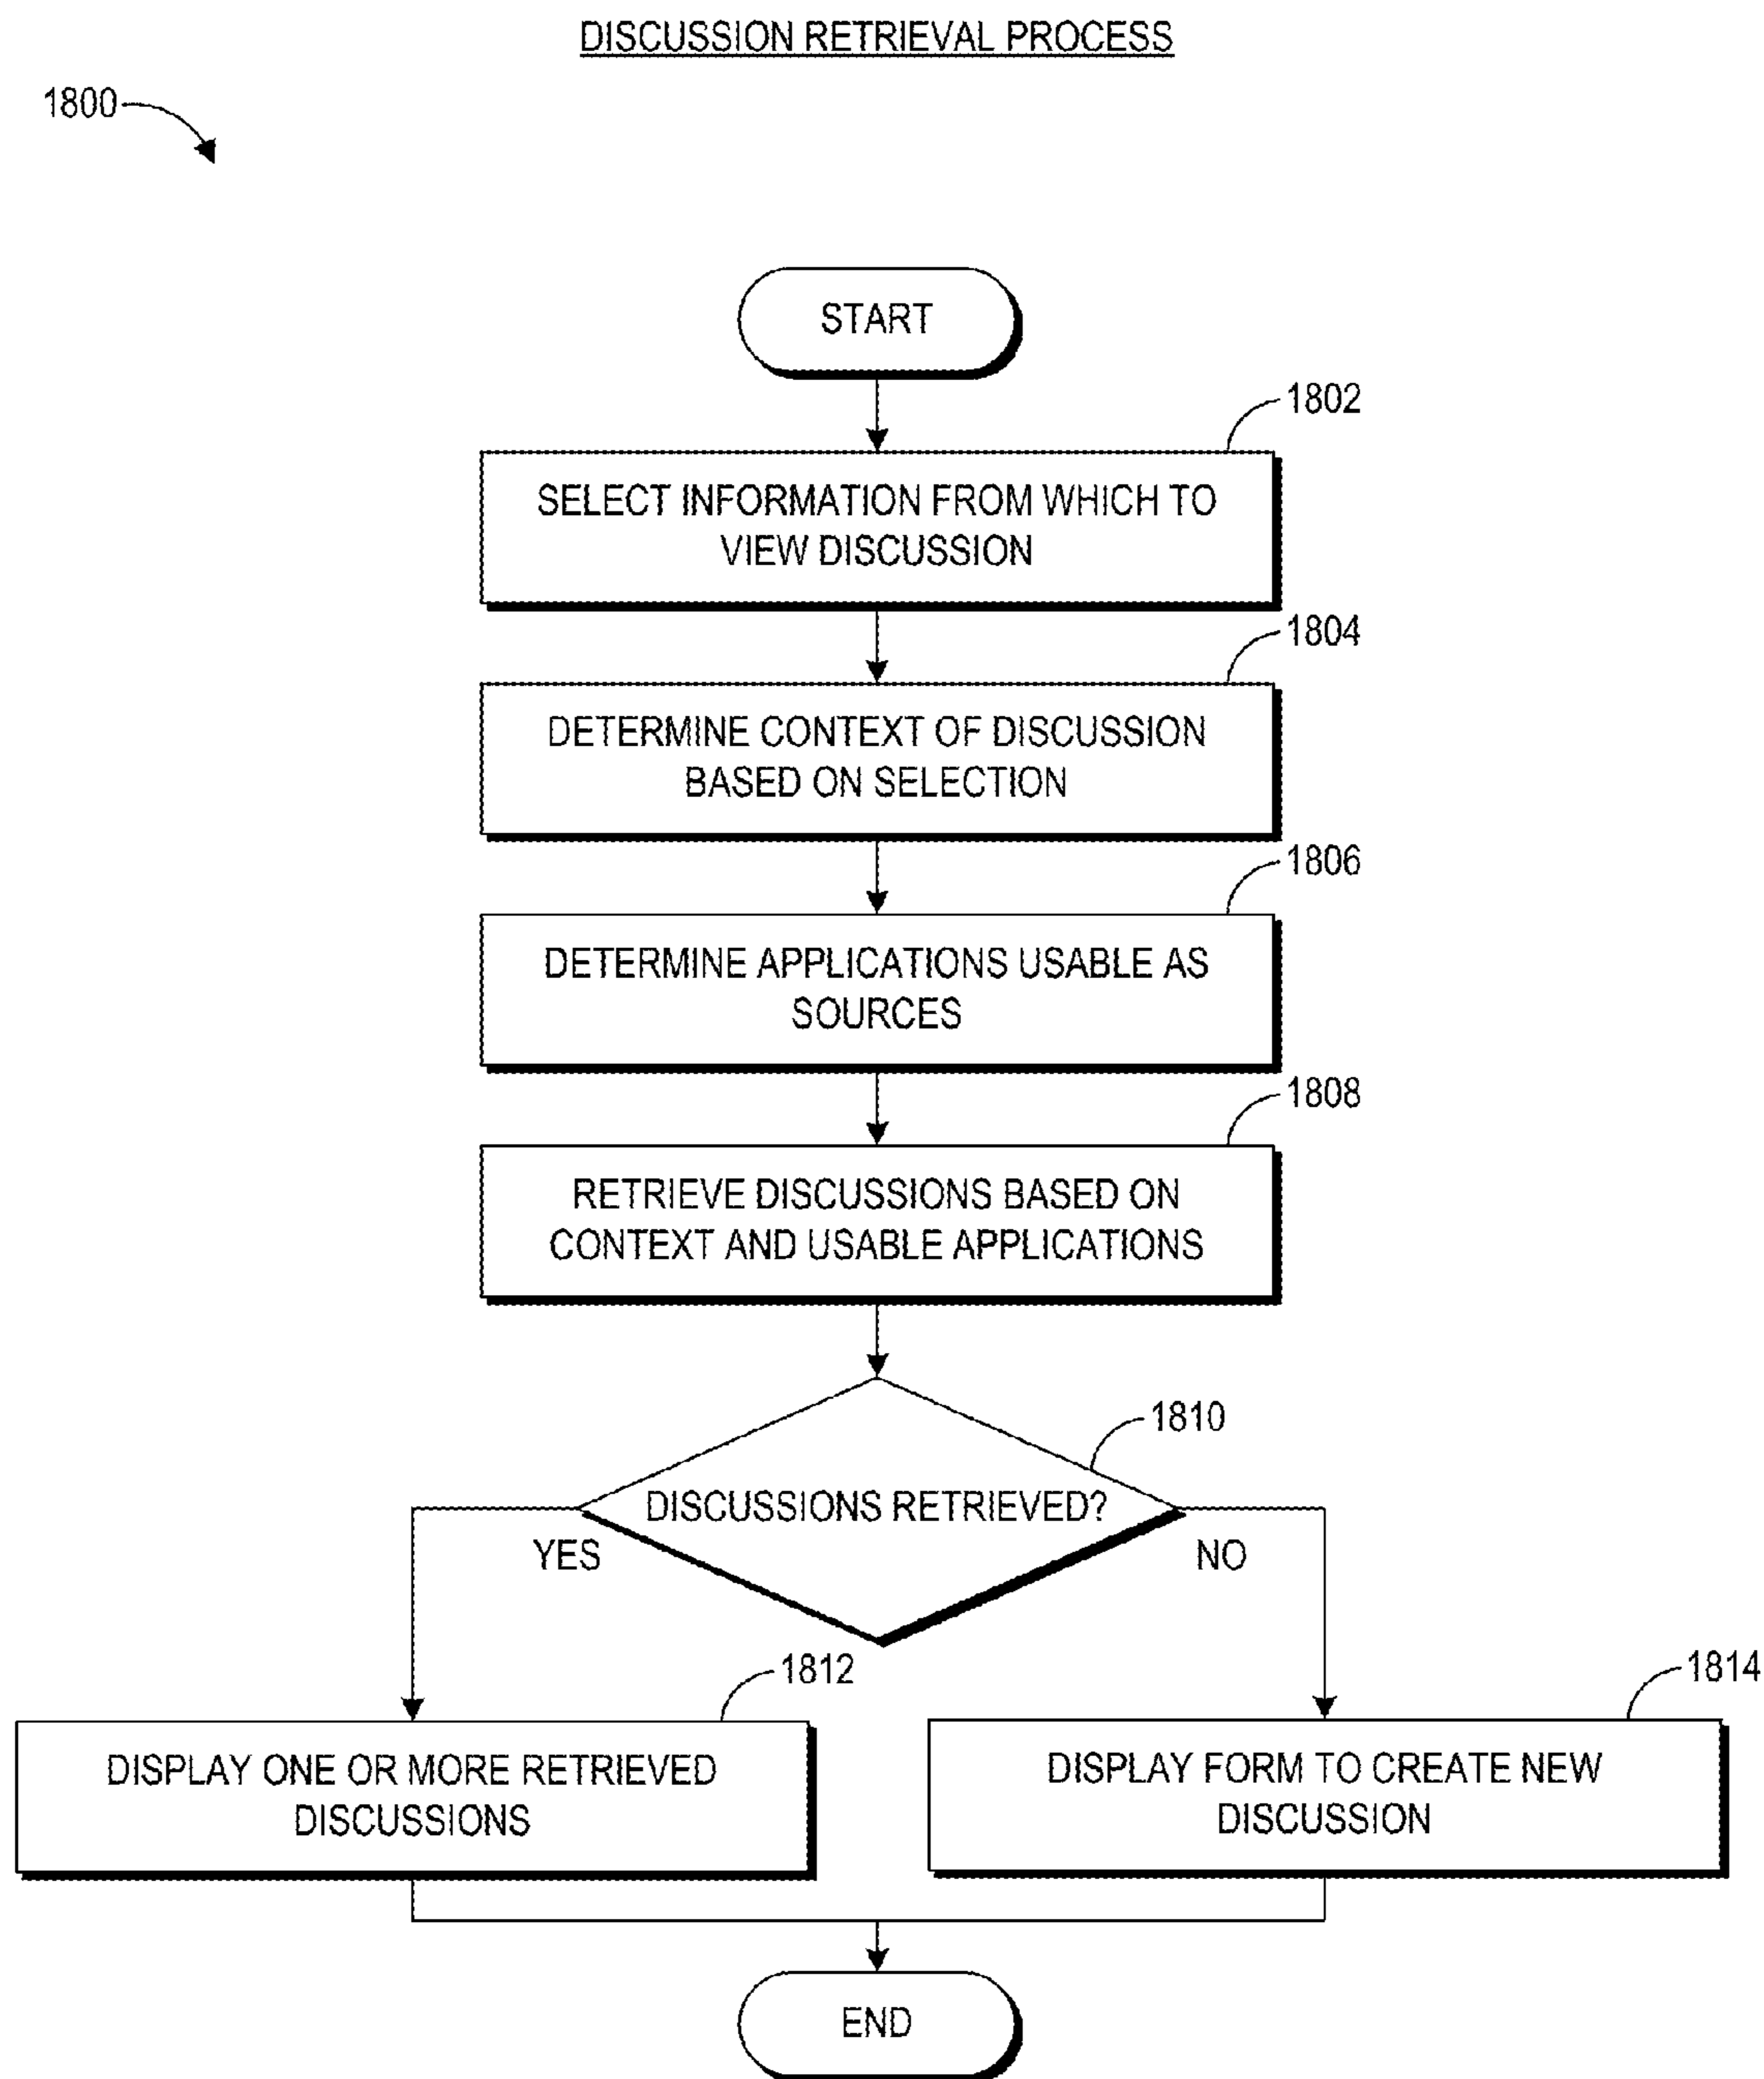 DISCUSSION RETRIEVAL PROCESS
1800
START
1802
SELECT INFORMATION FROM WHICH TO
VIEW DISCUSSION
1804
DETERMINE CONTEXT OF DISCUSSION
BASED ON SELECTION
1806
DETERMINE APPLICATIONS USABLE AS
SOURCES
1808
RETRIEVE DISCUSSIONS BASED ON
CONTEXT AND USABLE APPLICATIONS
1810
DISCUSSIONS RETRIEVED?
YES
NO
1812
DISPLAY ONE OR MORE RETRIEVED
DISCUSSIONS
1814
DISPLAY FORM TO CREATE NEW
DISCUSSION
END